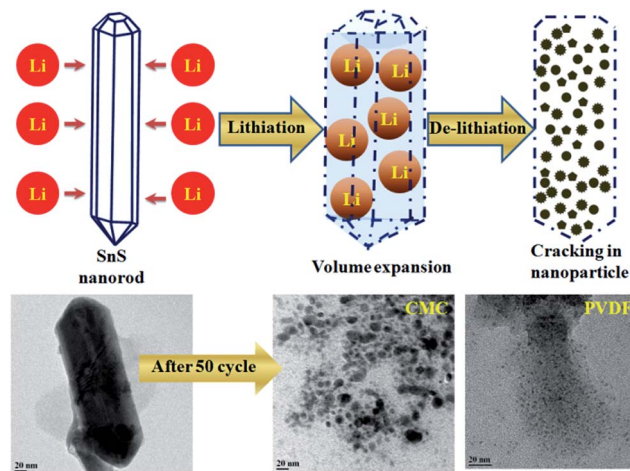 Li
Li
Li
Li
Li
Li
SnS
nanorod
Lithiation
Li
Li
Li
Li
Li
Li
Volume expansion
De-lithiation
Cracking in
nanoparticle
20 nm
After 50 cycle
CMC
20 nm
PVDF
20 nm